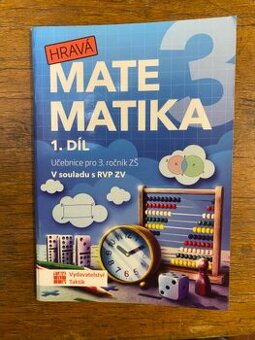 HRAVÁ
3
MATE
MATIKA
1. DÍL
Učebnice pro 3. ročník ZŠ
V souladu s RVP ZV
Vydavatelství
Taktik